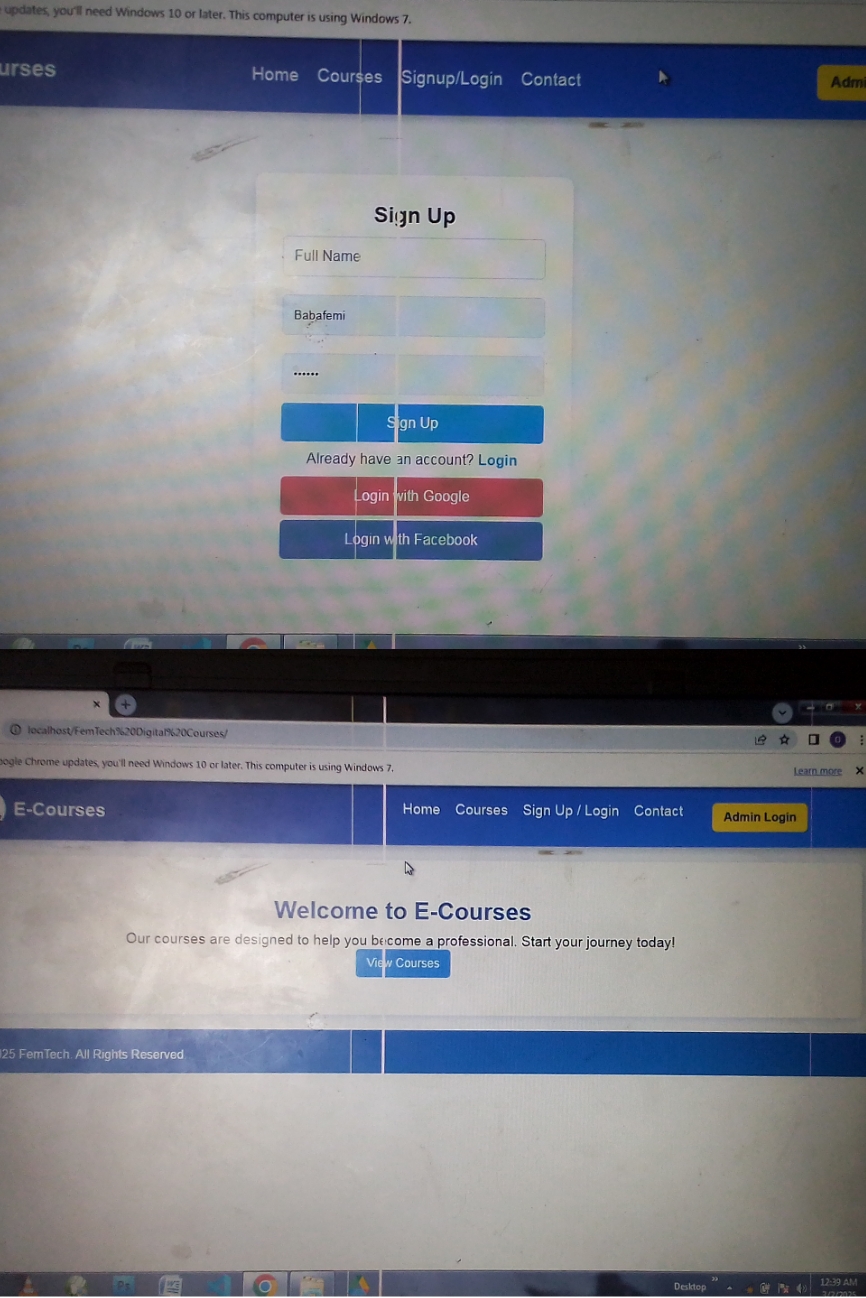 updates, you'll need Windows 10 or later. This computer is using Windows 7.
urses Home Courses Signup/Login Contact Admi
Sign Up
Full Name
Babafemi
••••••
Sign Up
Already have an account? Login
Login with Google
Login with Facebook
localhost/FemTech%20Digital%20Courses/
oogle Chrome updates, you'll need Windows 10 or later. This computer is using Windows 7. Learn more
E-Courses Home Courses Sign Up / Login Contact Admin Login
Welcome to E-Courses
Our courses are designed to help you become a professional. Start your journey today!
View Courses
025 FemTech. All Rights Reserved
Ps Desktop 12:39 AM